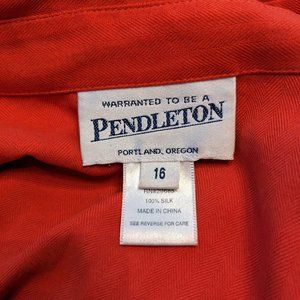 WARRANTED TO BE A
PENDLETON
PORTLAND, OREGON
16
100% SILK
MADE IN CHINA
SEE REVERSE FOR CARE